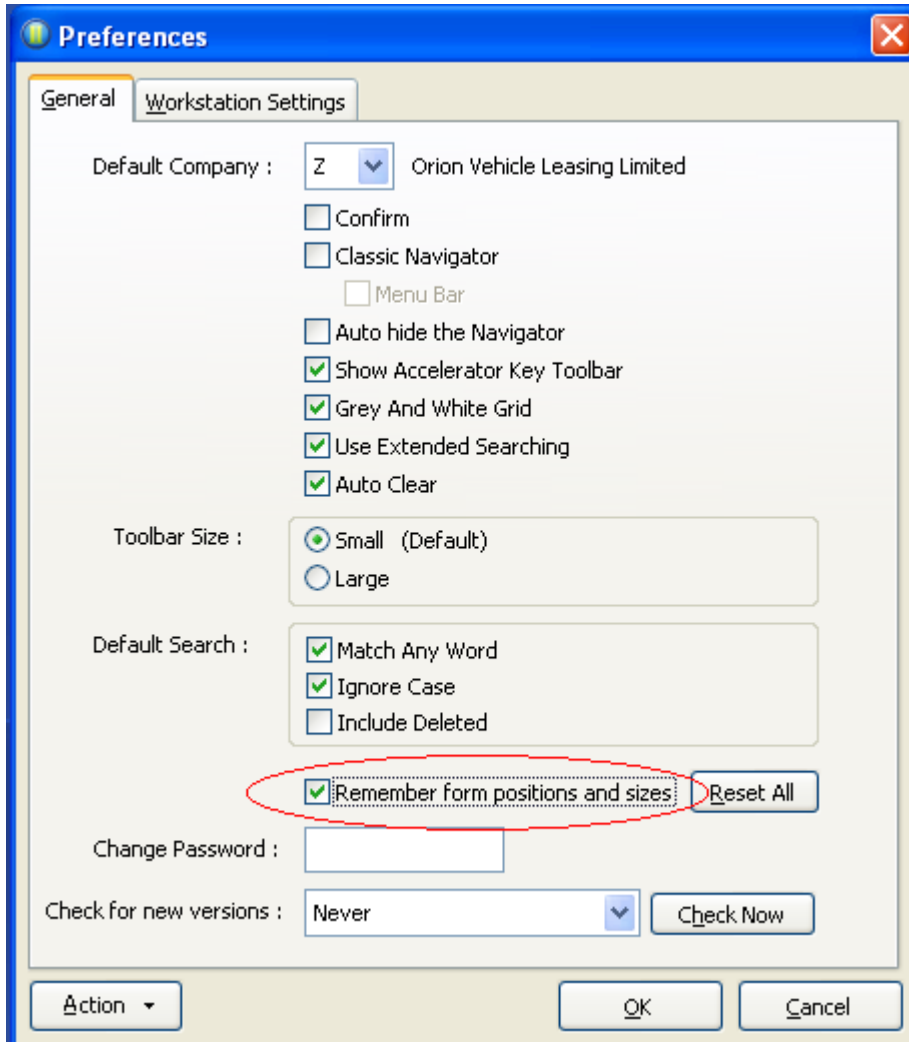 Preferences
General Workstation Settings
Default Company : Z Orion Vehicle Leasing Limited
Confirm
Classic Navigator
Menu Bar
Auto hide the Navigator
Show Accelerator Key Toolbar
Grey And White Grid
Use Extended Searching
Auto Clear
Toolbar Size : Small (Default)
Large
Default Search : Match Any Word
Ignore Case
Include Deleted
Remember form positions and sizes Reset All
Change Password :
Check for new versions : Never Check Now
Action OK Cancel